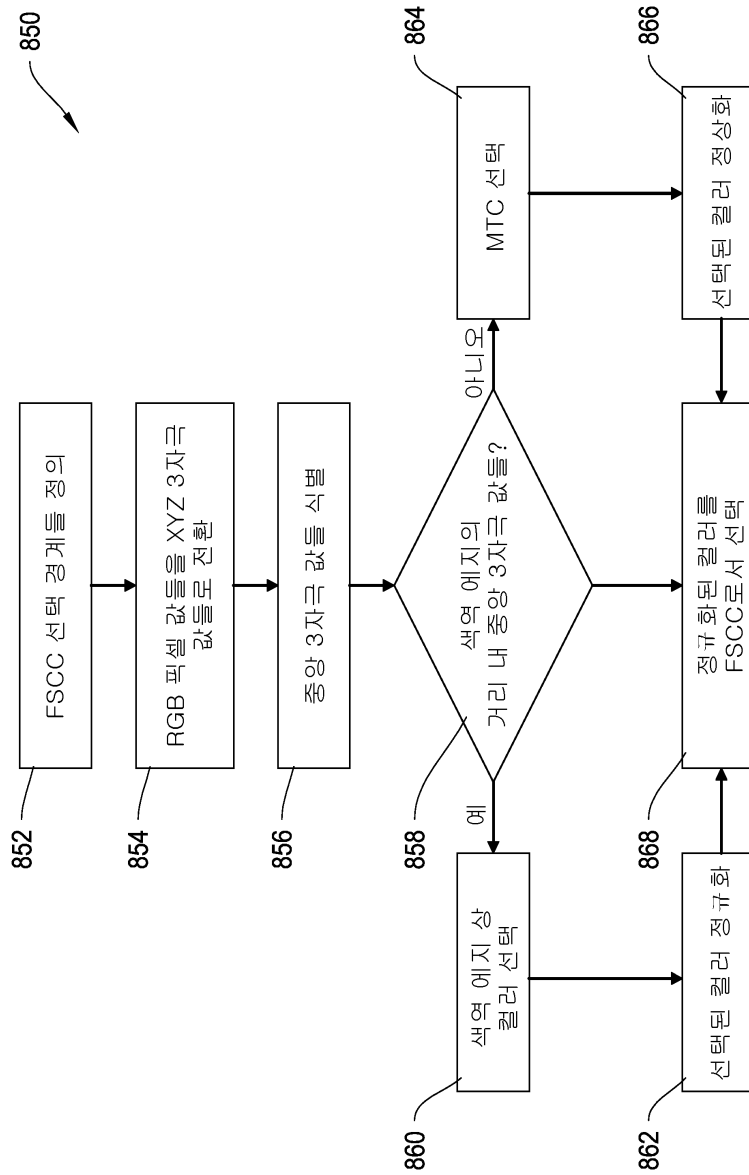 850
852
FSCC 선택 경계들 정의
854
RGB 픽셀 값들을 XYZ 3자극
값들로 전환
856
중앙 3자극 값들 식별
858
색역 에지의
거리 내 중앙 3자극 값들?
예
아니오
860
색역 에지 상
컬러 선택
864
MTC 선택
862
선택된 컬러 정규화
868
정규화된 컬러를
FSCC로서 선택
866
선택된 컬러 정상화